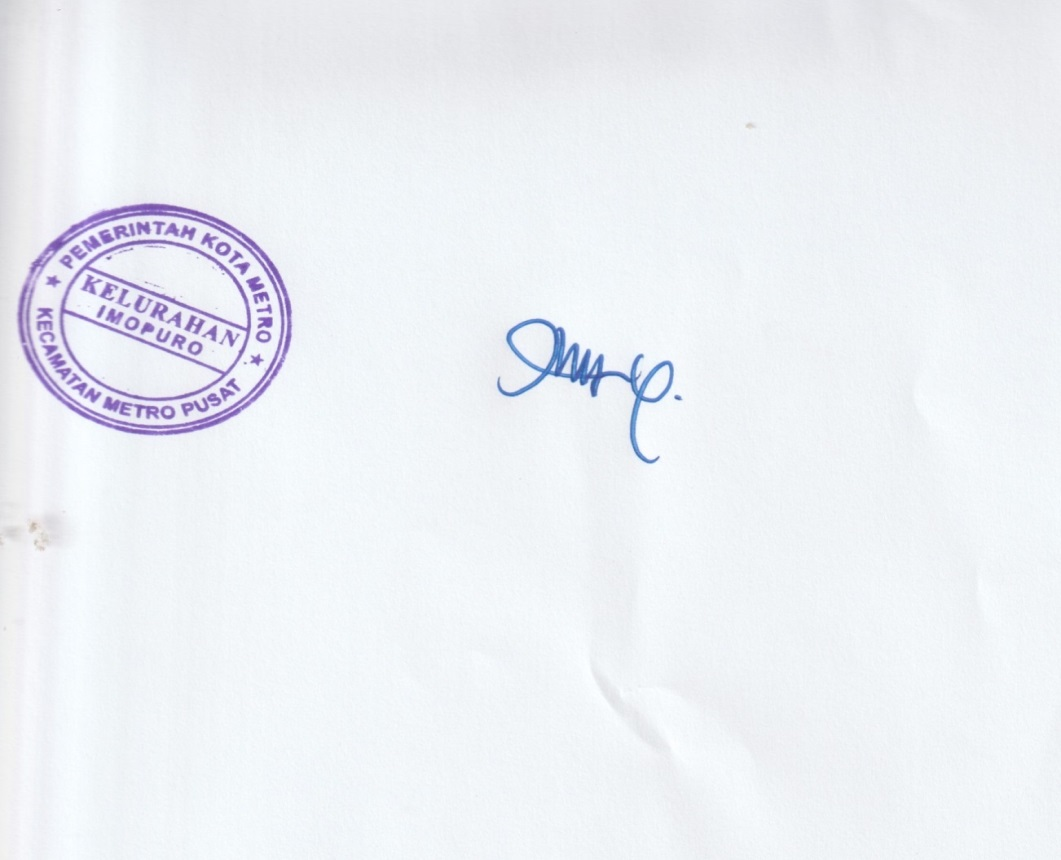 PEMERINTAH KOTA METRO
KELURAHAN
IMOPURO
KECAMATAN METRO PUSAT